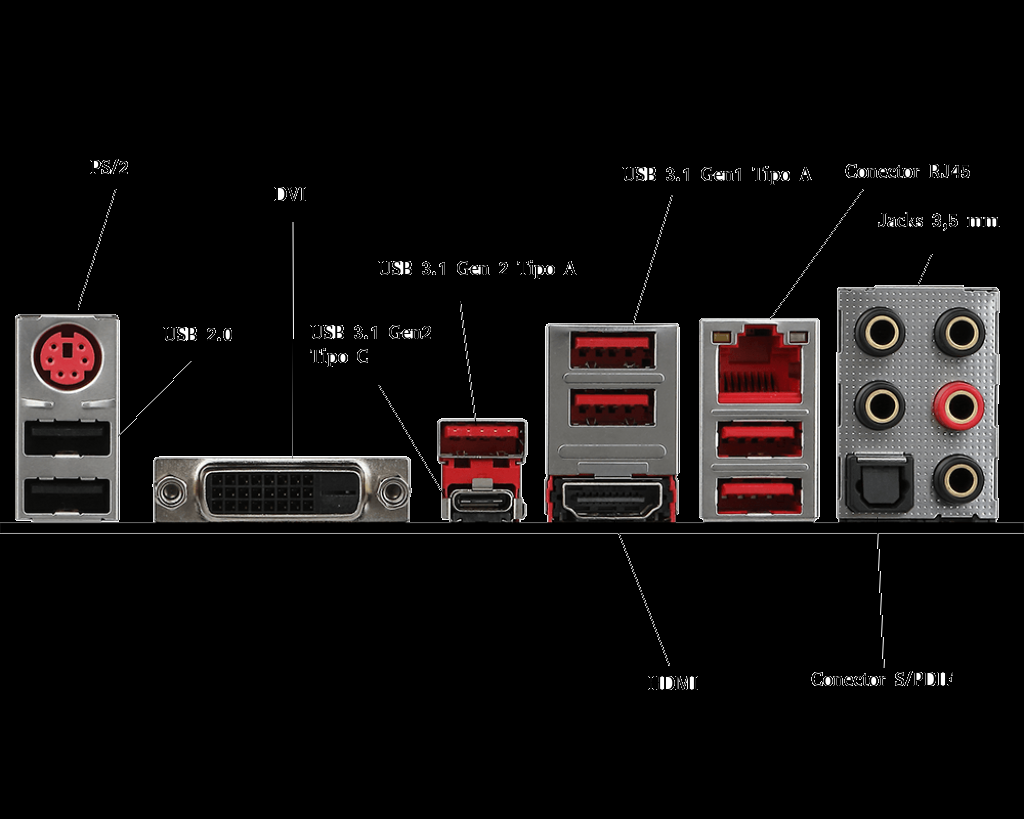 PS/2
DVI
USB 3.1 Gen1 Tipo A
Conector RJ45
Jacks 3,5 mm
USB 3.1 Gen 2 Tipo A
USB 2.0
USB 3.1 Gen2
Tipo C
HDMI
Conector S/PDIF